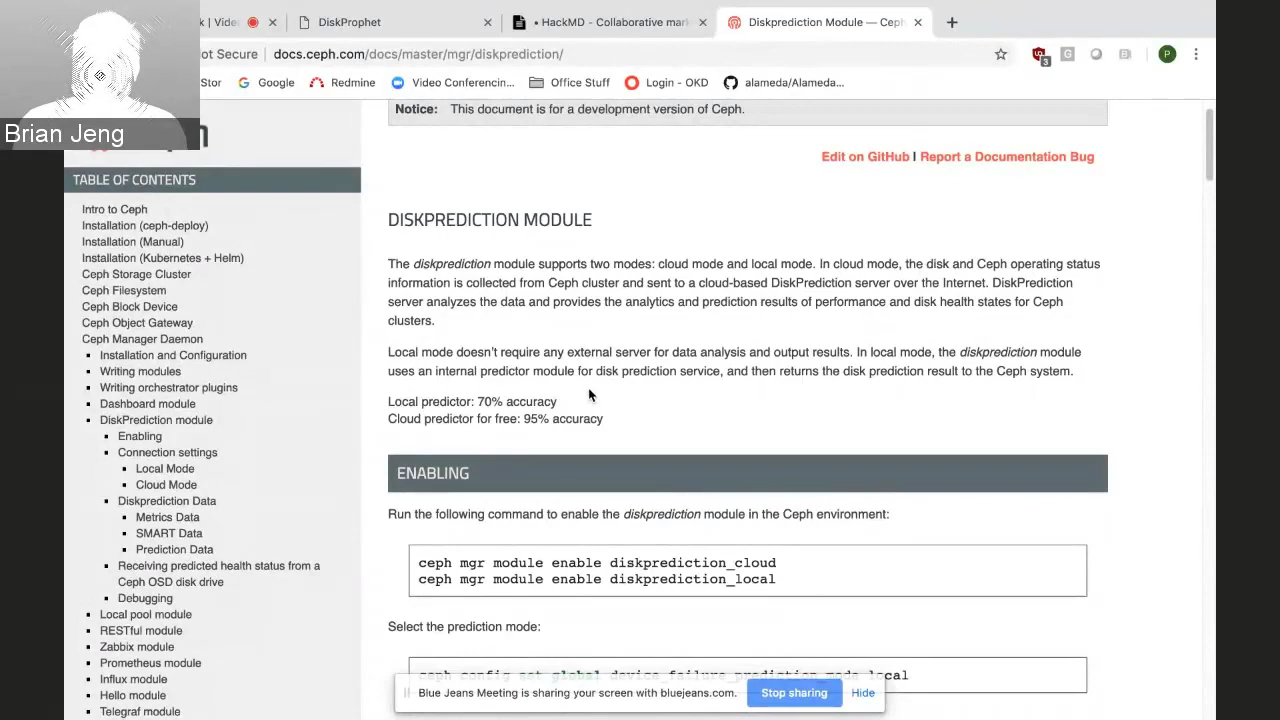 k | Vide
DiskProphet
• HackMD - Collaborative mark
Diskprediction Module — Ceph
ot Secure
docs.ceph.com/docs/master/mgr/diskprediction/
3
G
B
P
Stor
Google
Redmine
Video Conferencin...
Office Stuff
Login - OKD
alameda/Alameda...
Brian Jeng
Notice: This document is for a development version of Ceph.
Edit on GitHub | Report a Documentation Bug
TABLE OF CONTENTS
Intro to Ceph
Installation (ceph-deploy)
Installation (Manual)
Installation (Kubernetes + Helm)
Ceph Storage Cluster
Ceph Filesystem
Ceph Block Device
Ceph Object Gateway
Ceph Manager Daemon
Installation and Configuration
Writing modules
Writing orchestrator plugins
Dashboard module
DiskPrediction module
Enabling
Connection settings
Local Mode
Cloud Mode
Diskprediction Data
Metrics Data
SMART Data
Prediction Data
Receiving predicted health status from a
Ceph OSD disk drive
Debugging
Local pool module
RESTful module
Zabbix module
Prometheus module
Influx module
Hello module
Telegraf module
DISKPREDICTION MODULE
The diskprediction module supports two modes: cloud mode and local mode. In cloud mode, the disk and Ceph operating status
information is collected from Ceph cluster and sent to a cloud-based DiskPrediction server over the Internet. DiskPrediction
server analyzes the data and provides the analytics and prediction results of performance and disk health states for Ceph
clusters.
Local mode doesn't require any external server for data analysis and output results. In local mode, the diskprediction module
uses an internal predictor module for disk prediction service, and then returns the disk prediction result to the Ceph system.
Local predictor: 70% accuracy
Cloud predictor for free: 95% accuracy
ENABLING
Run the following command to enable the diskprediction module in the Ceph environment:
ceph mgr module enable diskprediction_cloud
ceph mgr module enable diskprediction_local
Select the prediction mode:
ceph config set global device_failure_prediction_mode local
Blue Jeans Meeting is sharing your screen with bluejeans.com.
Stop sharing
Hide